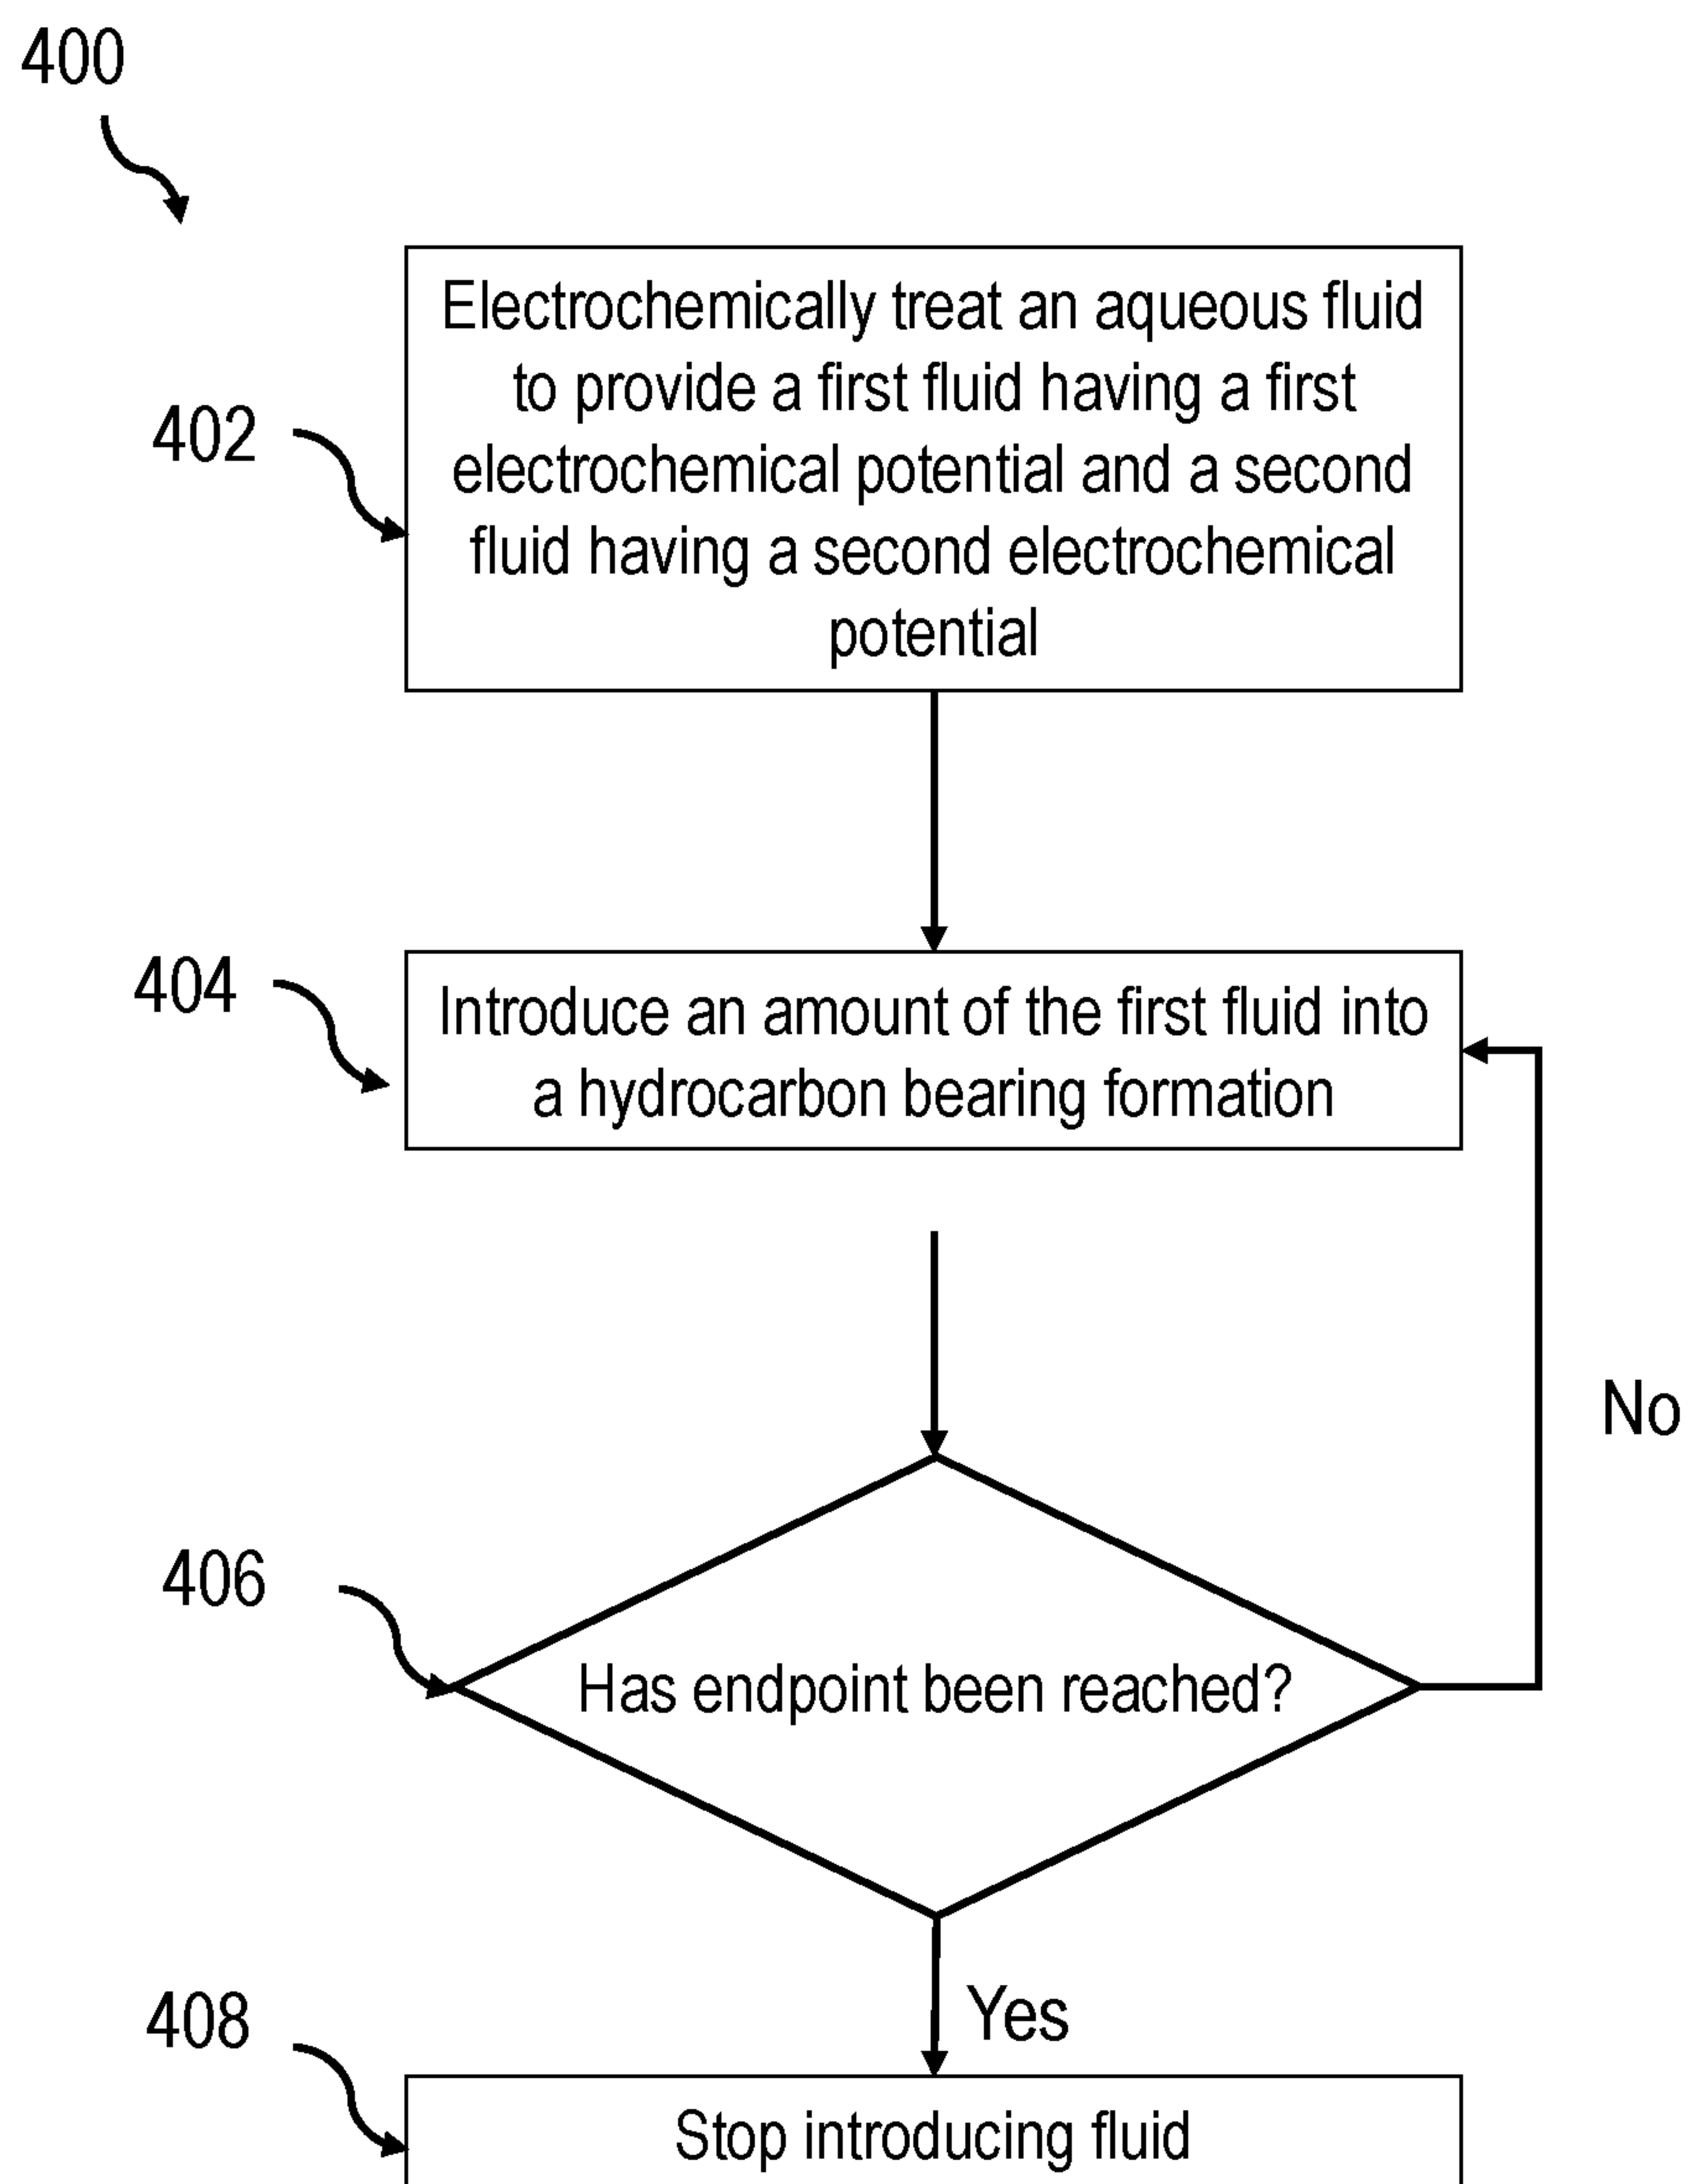 400
402
Electrochemically treat an aqueous fluid
to provide a first fluid having a first
electrochemical potential and a second
fluid having a second electrochemical
potential
404
Introduce an amount of the first fluid into
a hydrocarbon bearing formation
No
406
Has endpoint been reached?
Yes
408
Stop introducing fluid